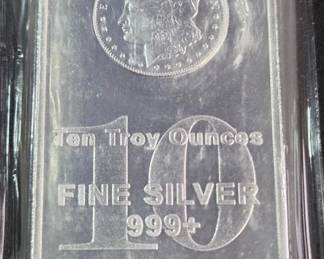 Ten Troy Ounces
10
FINE SILVER
999+